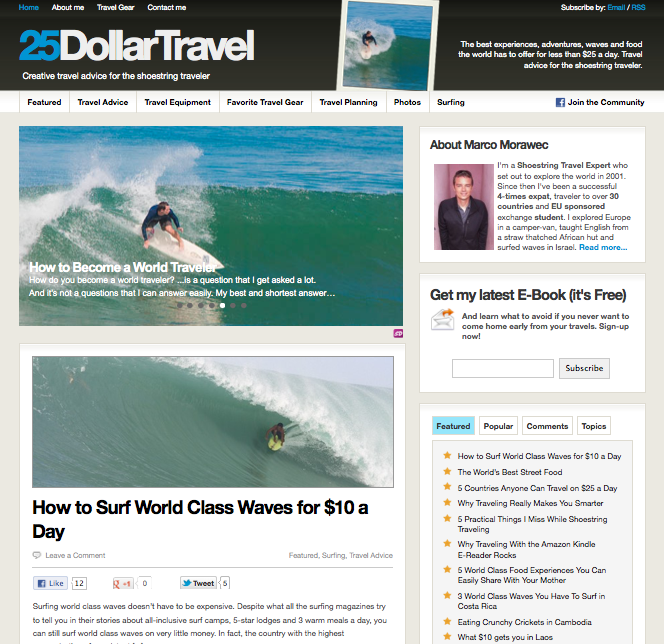 Home About me Travel Gear Contact me
Subscribe by: Email / RSS
25DollarTravel
Creative travel advice for the shoestring traveler
The best experiences, adventures, waves and food
the world has to offer for less than $25 a day. Travel
advice for the shoestring traveler.
Featured Travel Advice Travel Equipment Favorite Travel Gear Travel Planning Photos Surfing
Join the Community
How to Become a World Traveler
How do you become a world traveler? ...is a question that I get asked a lot.
And it's not a questions that I can answer easily. My best and shortest answer…
How to Surf World Class Waves for $10 a
Day
Leave a Comment
Featured, Surfing, Travel Advice
Like 12 +1 0 Tweet 5
Surfing world class waves doesn't have to be expensive. Despite what all the surfing magazines try
to tell you in their stories about all-inclusive surf camps, 5-star lodges and 3 warm meals a day, you
can still surf world class waves on very little money. In fact, the country with the highest
About Marco Morawec
I'm a Shoestring Travel Expert who
set out to explore the world in 2001.
Since then I've been a successful
4-times expat, traveler to over 30
countries and EU sponsored
exchange student. I explored Europe
in a camper-van, taught English from
a straw thatched African hut and
surfed waves in Israel. Read more...
Get my latest E-Book (it's Free)
And learn what to avoid if you never want to
come home early from your travels. Sign-up
now!
Subscribe
Featured Popular Comments Topics
How to Surf World Class Waves for $10 a Day
The World's Best Street Food
5 Countries Anyone Can Travel on $25 a Day
Why Traveling Really Makes You Smarter
5 Practical Things I Miss While Shoestring
Traveling
Why Traveling With the Amazon Kindle
E-Reader Rocks
5 World Class Food Experiences You Can
Easily Share With Your Mother
3 World Class Waves You Have To Surf in
Costa Rica
Eating Crunchy Crickets in Cambodia
What $10 gets you in Laos